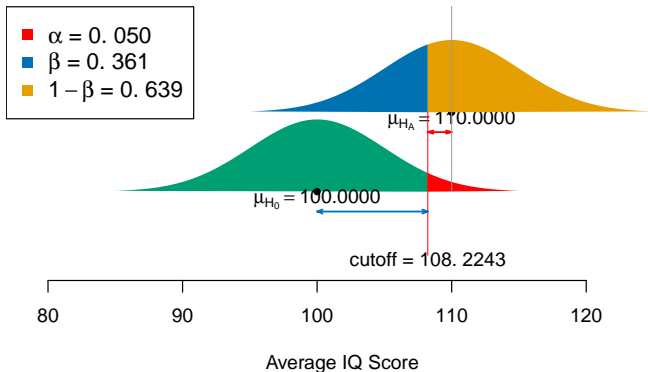 α = 0. 050
β = 0. 361
1 − β = 0. 639
μHA = 110.0000
μH0 = 100.0000
cutoff = 108. 2243
80 90 100 110 120
Average IQ Score